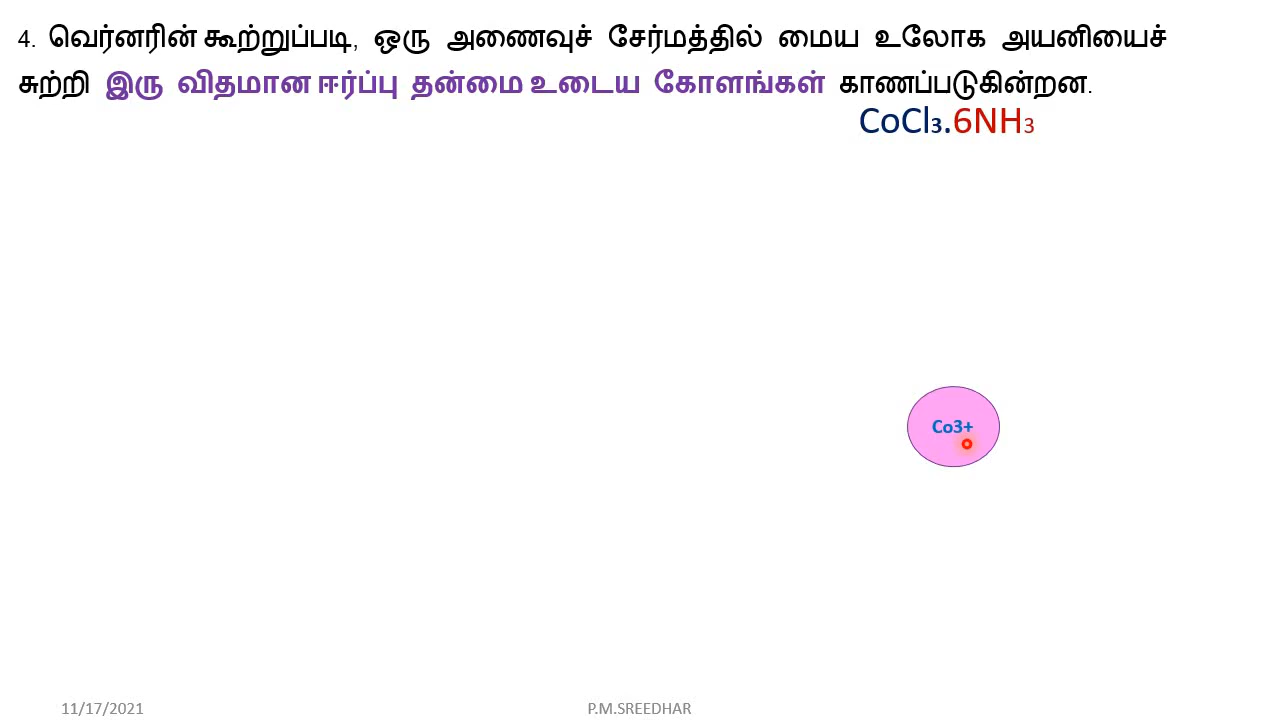 4. வெர்னரின் கூற்றுப்படி, ஒரு அணைவுச் சேர்மத்தில் மைய உலோக அயனியைச்
சுற்றி இரு விதமான ஈர்ப்பு தன்மை உடைய கோளங்கள் காணப்படுகின்றன.
CoCl₃.6NH₃
Co3+
11/17/2021 P.M.SREEDHAR